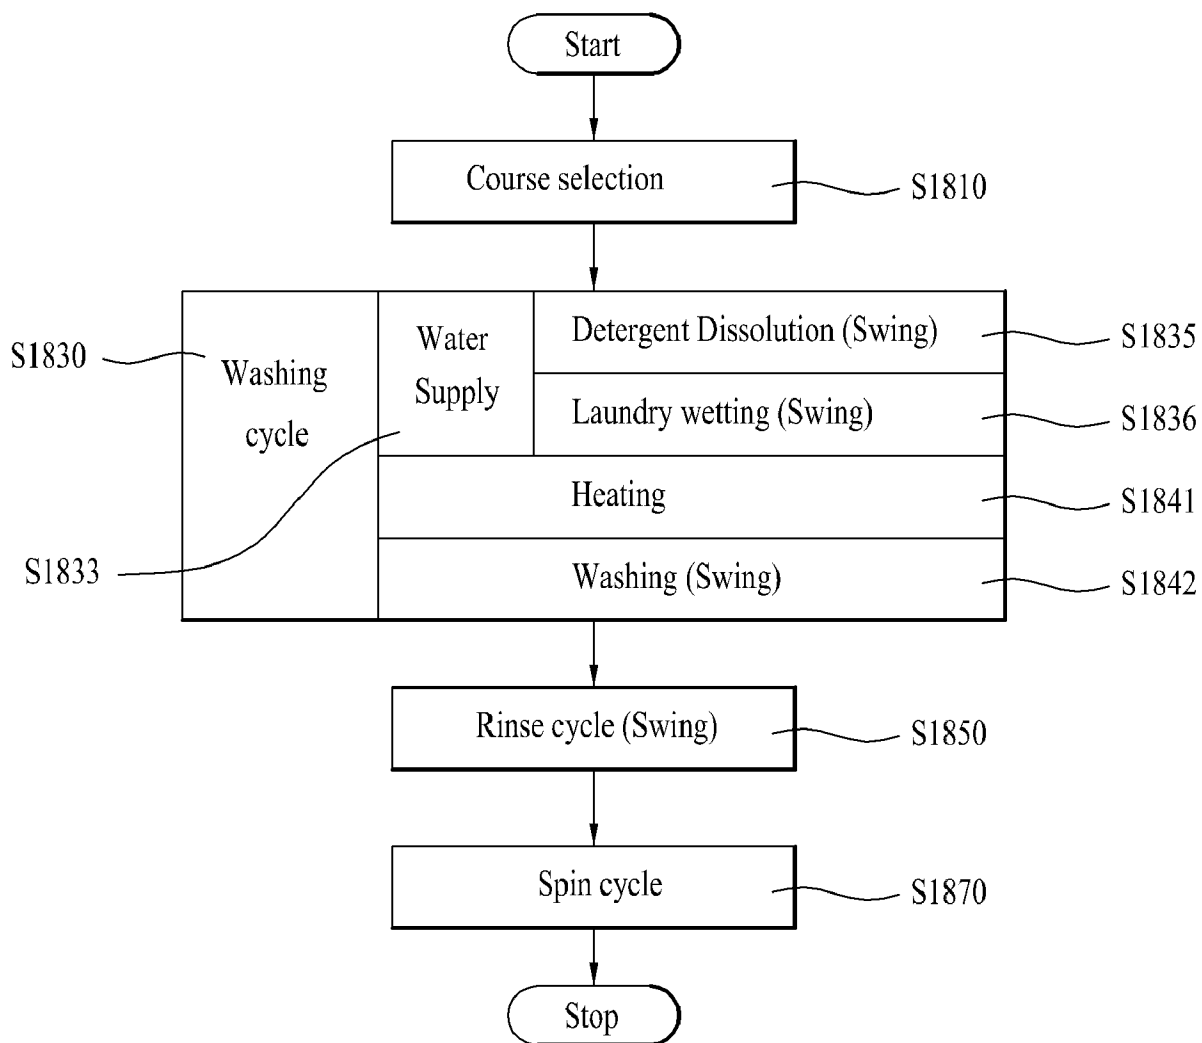 Start
Course selection
S1810
S1830
Washing
cycle
Water
Supply
S1833
Detergent Dissolution (Swing)
S1835
Laundry wetting (Swing)
S1836
Heating
S1841
Washing (Swing)
S1842
Rinse cycle (Swing)
S1850
Spin cycle
S1870
Stop